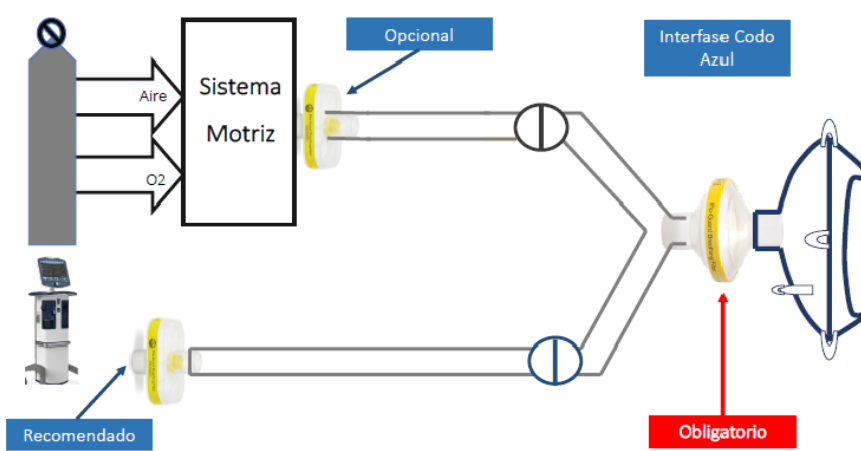 Opcional
Interfase Codo
Azul
Sistema
Motriz
Aire
O2
Recomendado
Obligatorio